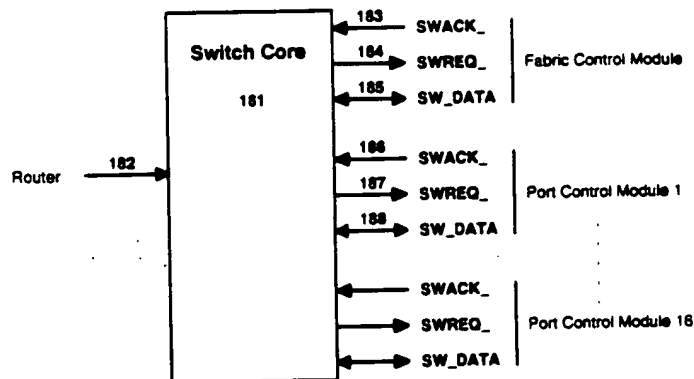 183 SWACK_
Switch Core 184 SWREQ_ Fabric Control Module
181 185 SW_DATA
186 SWACK_
Router 182 187 SWREQ_ Port Control Module 1
188 SW_DATA
SWACK_
SWREQ_ Port Control Module 16
SW_DATA